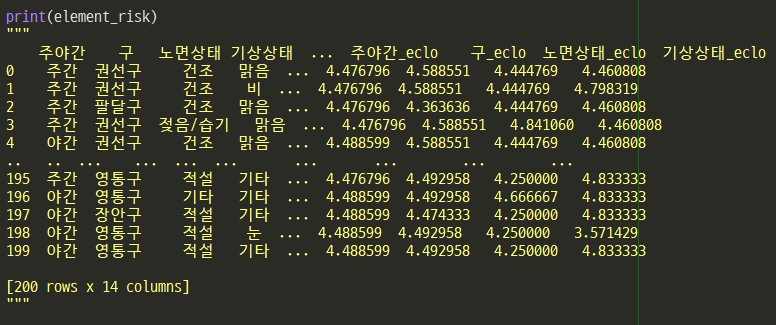 print(element_risk)
"""
주야간 구 노면상태 기상상태 ... 주야간_eclo 구_eclo 노면상태_eclo 기상상태_eclo
0 주간 권선구 건조 맑음 ... 4.476796 4.588551 4.444769 4.460808
1 주간 권선구 건조 비 ... 4.476796 4.588551 4.444769 4.798319
2 주간 팔달구 건조 맑음 ... 4.476796 4.363636 4.444769 4.460808
3 주간 권선구 젖음/습기 맑음 ... 4.476796 4.588551 4.841060 4.460808
4 야간 권선구 건조 맑음 ... 4.488599 4.588551 4.444769 4.460808
.. .. ... ... ... ... ... ... ... ...
195 주간 영통구 적설 기타 ... 4.476796 4.492958 4.250000 4.833333
196 야간 영통구 기타 기타 ... 4.488599 4.492958 4.666667 4.833333
197 야간 장안구 적설 기타 ... 4.488599 4.474333 4.250000 4.833333
198 야간 영통구 적설 눈 ... 4.488599 4.492958 4.250000 3.571429
199 야간 영통구 적설 기타 ... 4.488599 4.492958 4.250000 4.833333
[200 rows x 14 columns]
"""